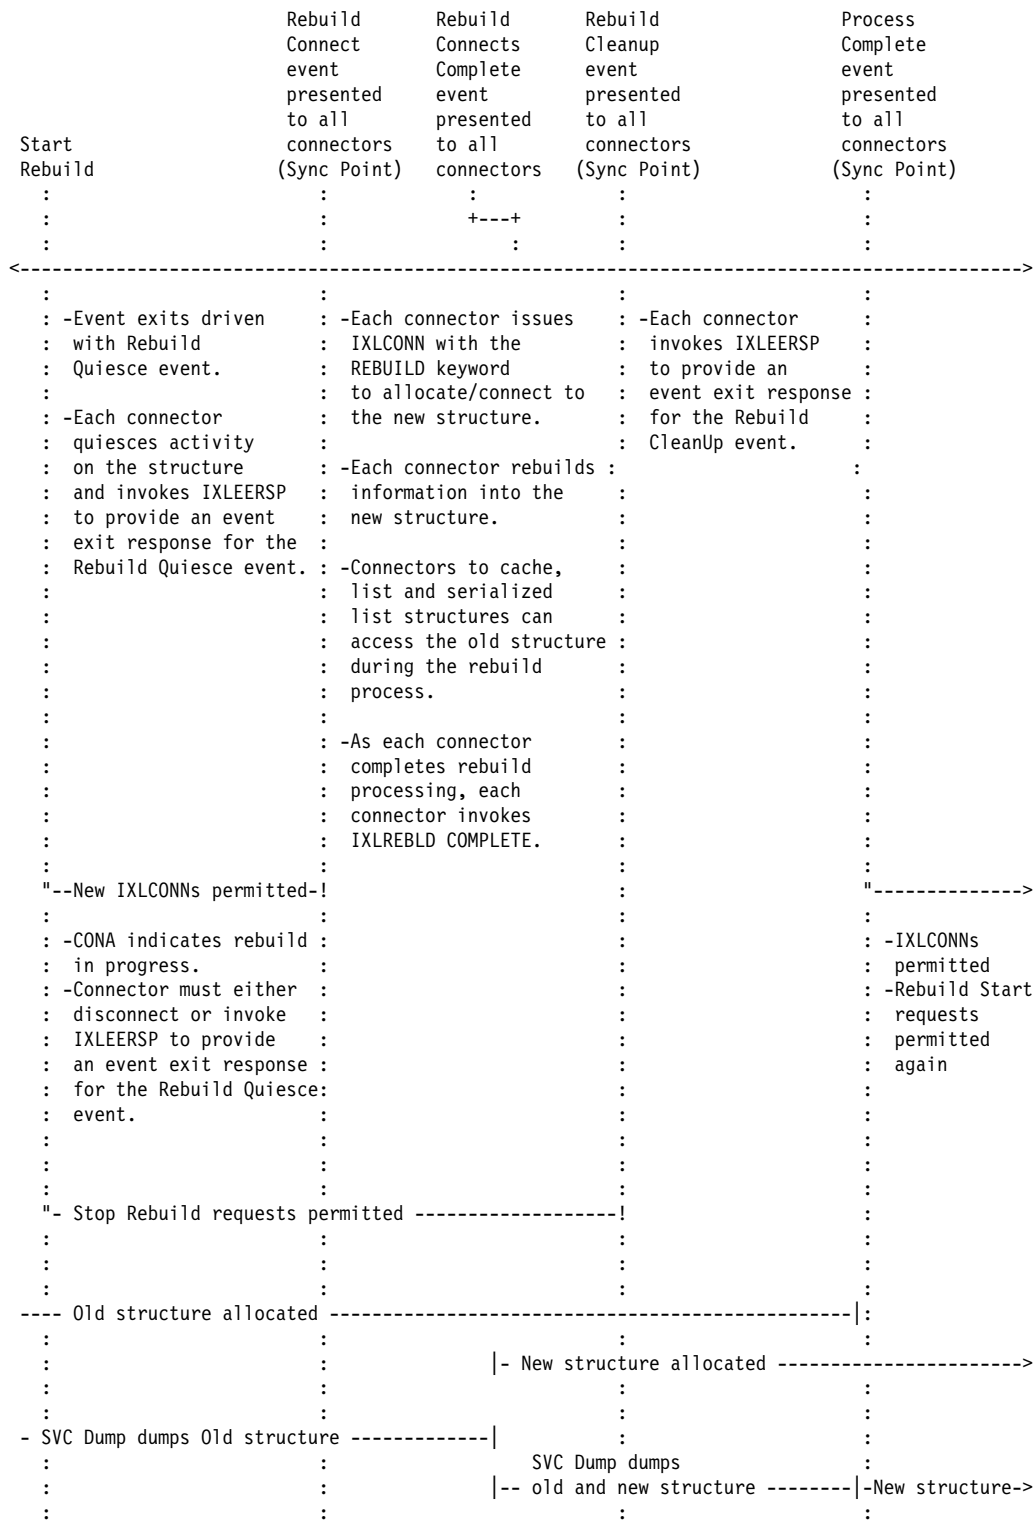 Rebuild       Rebuild       Rebuild                 Process
                           Connect       Connects      Cleanup                 Complete
                           event         Complete      event                   event
                           presented     event         presented               presented
                           to all        presented     to all                  to all
 Start                     connectors    to all        connectors              connectors
 Rebuild                  (Sync Point)   connectors   (Sync Point)            (Sync Point)
   :                          :             :             :                       :
   :                          :             +---+         :                       :
   :                          :                 :         :                       :
<----------------------------------------------------------------------------------------------->
   :                          :                           :                       :
   : -Event exits driven      : -Each connector issues    : -Each connector       :
   :  with Rebuild            :  IXLCONN with the         :  invokes IXLEERSP     :
   :  Quiesce event.          :  REBUILD keyword          :  to provide an        :
   :                          :  to allocate/connect to   :  event exit response  :
   : -Each connector          :  the new structure.       :  for the Rebuild      :
   :  quiesces activity       :                           :  CleanUp event.       :
   :  on the structure        : -Each connector rebuilds :                       :
   :  and invokes IXLEERSP    :  information into the     :                       :
   :  to provide an event     :  new structure.           :                       :
   :  exit response for the   :                           :                       :
   :  Rebuild Quiesce event.  : -Connectors to cache,     :                       :
   :                          :  list and serialized      :                       :
   :                          :  list structures can      :                       :
   :                          :  access the old structure :                       :
   :                          :  during the rebuild       :                       :
   :                          :  process.                 :                       :
   :                          :                           :                       :
   :                          : -As each connector        :                       :
   :                          :  completes rebuild        :                       :
   :                          :  processing, each         :                       :
   :                          :  connector invokes        :                       :
   :                          :  IXLREBLD COMPLETE.       :                       :
   :                          :                           :                       :
   "--New IXLCONNs permitted-!                            :                       "-------------->
   :                          :                           :                       :
   : -CONA indicates rebuild  :                           :                       : -IXLCONNs
   :  in progress.            :                           :                       :  permitted
   : -Connector must either   :                           :                       : -Rebuild Start
   :  disconnect or invoke    :                           :                       :  requests
   :  IXLEERSP to provide     :                           :                       :  permitted
   :  an event exit response  :                           :                       :  again
   :  for the Rebuild Quiesce:                            :                       :
   :  event.                  :                           :                       :
   :                          :                           :                       :
   :                          :                           :                       :
   :                          :                           :                       :
   "- Stop Rebuild requests permitted -------------------!                        :
   :                          :                           :                       :
   :                          :                           :                       :
   :                          :                           :                       :
 ---- Old structure allocated --------------------------------------------------|:
   :                          :                           :                       :
   :                          :               |- New structure allocated ----------------------->
   :                          :                           :                       :
   :                          :                           :                       :
 - SVC Dump dumps Old structure -------------|            :                       :
   :                          :                   SVC Dump dumps                  :
   :                          :               |-- old and new structure --------|-New structure->
   :                          :                           :                       :